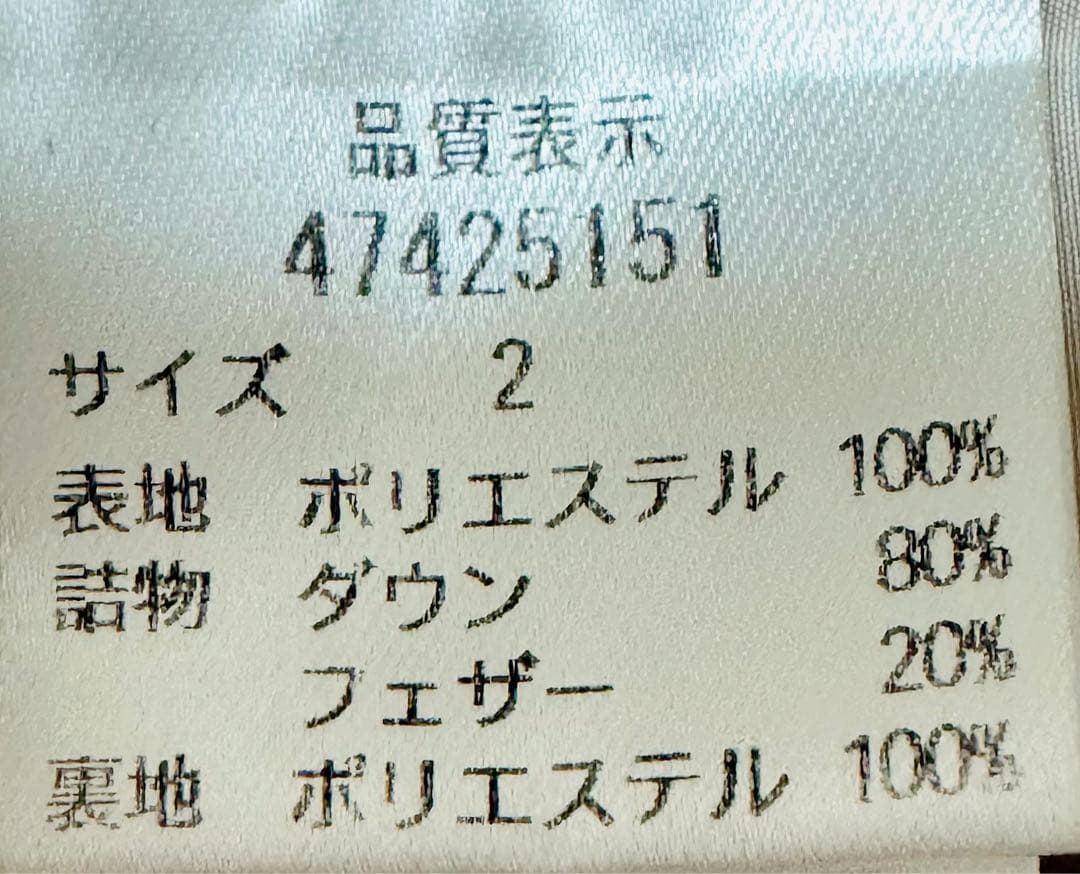 品質表示
47425151
サイズ 2
表地 ポリエステル 100%
詰物 ダウン 80%
フェザー 20%
裏地 ポリエステル 100%